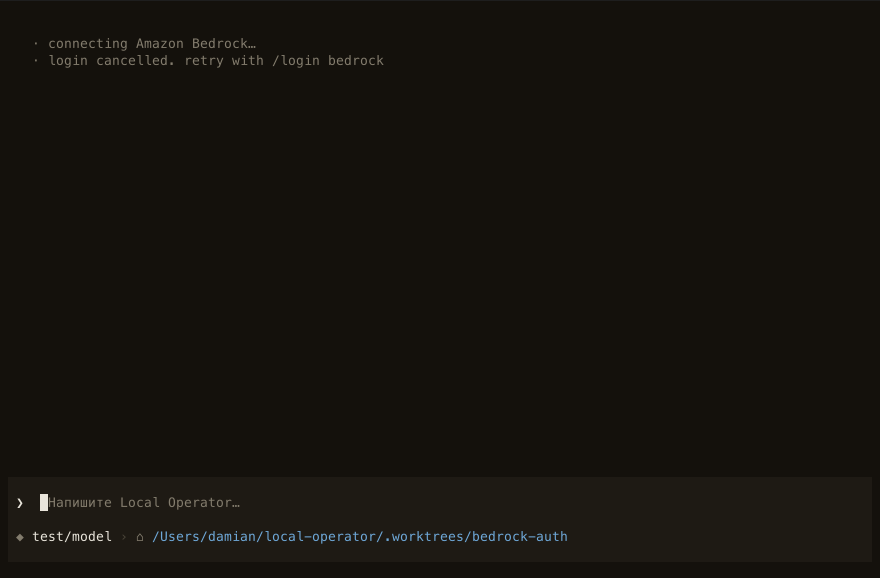 · connecting Amazon Bedrock…
· login cancelled. retry with /login bedrock
❯ Напишите Local Operator…
◆ test/model › ⌂ /Users/damian/local-operator/.worktrees/bedrock-auth